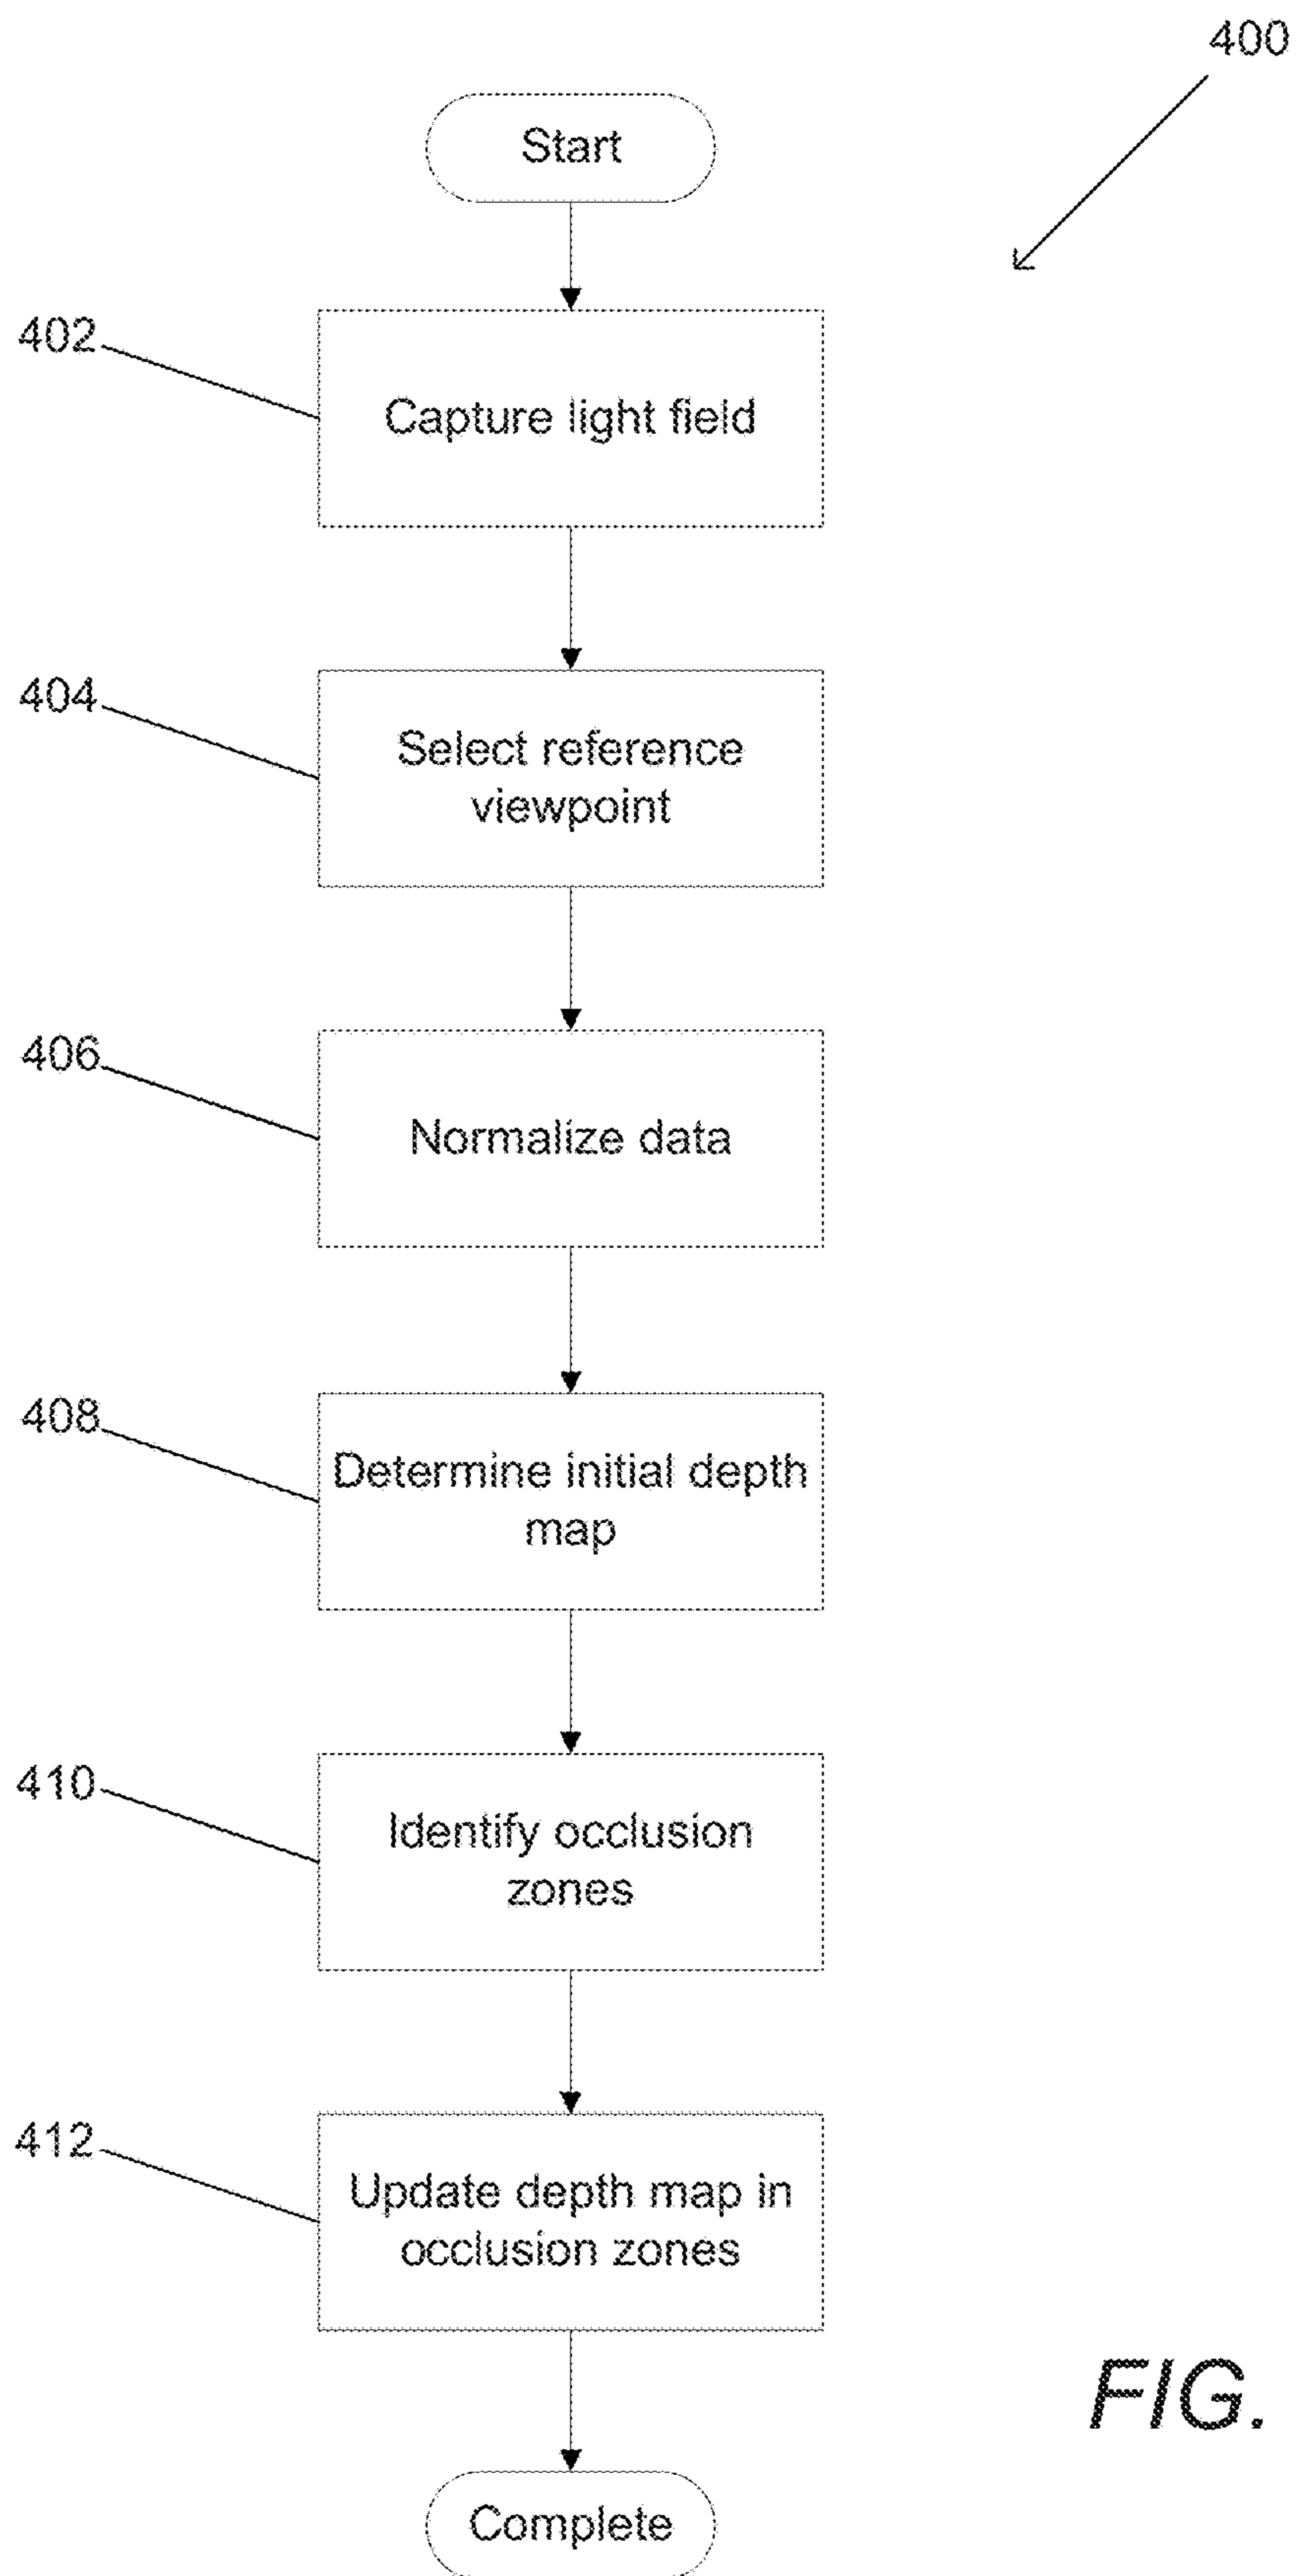 400
Start
402
Capture light field
404
Select reference
viewpoint
406
Normalize data
408
Determine initial depth
map
410
Identify occlusion
zones
412
Update depth map in
occlusion zones
FIG.
Complete